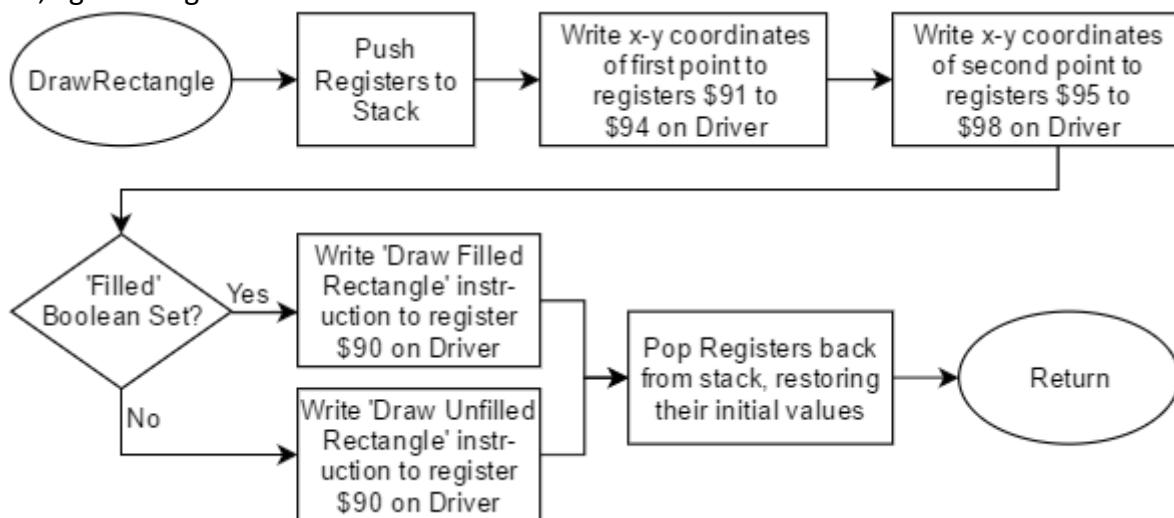 DrawRectangle
Push
Registers to
Stack
Write x-y coordinates
of first point to
registers $91 to
$94 on Driver
Write x-y coordinates
of second point to
registers $95 to
$98 on Driver
'Filled'
Boolean Set?
Yes
No
Write 'Draw Filled
Rectangle' instr-
uction to register
$90 on Driver
Write 'Draw Unfilled
Rectangle' instr-
uction to register
$90 on Driver
Pop Registers back
from stack, restoring
their initial values
Return